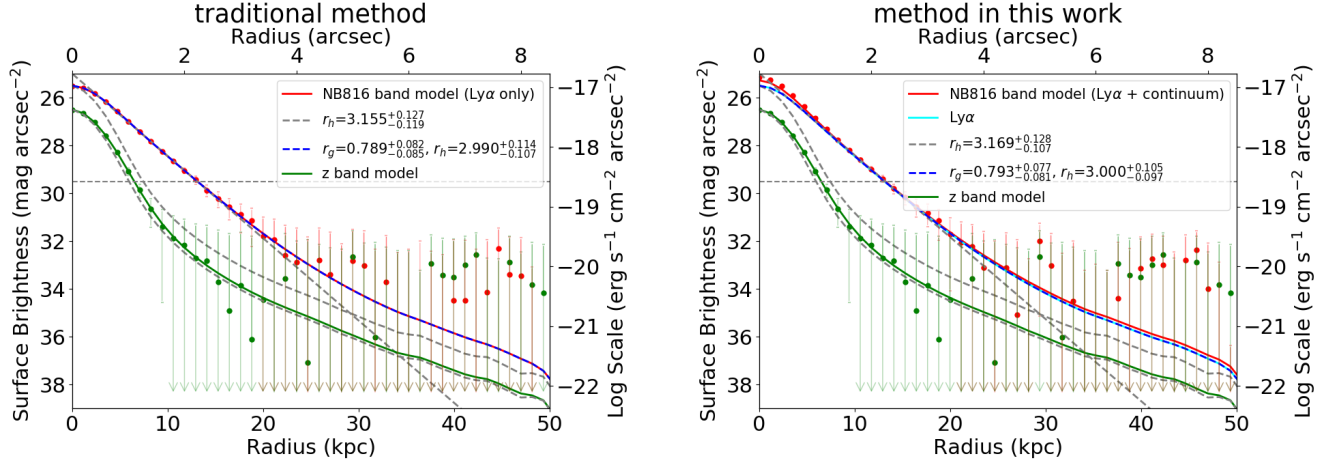 traditional method
Radius (arcsec)
0 2 4 6 8
Surface Brightness (mag arcsec⁻²)
26
28
30
32
34
36
38
NB816 band model (Lyα only)
r_h=3.155^{+0.127}_{-0.119}
r_g=0.789^{+0.082}_{-0.085}, r_h=2.990^{+0.114}_{-0.107}
z band model
−17
−18
−19
−20
−21
−22
Log Scale (erg s⁻¹ cm⁻² arcsec⁻²)
0 10 20 30 40 50
Radius (kpc)
method in this work
Radius (arcsec)
0 2 4 6 8
Surface Brightness (mag arcsec⁻²)
26
28
30
32
34
36
38
NB816 band model (Lyα + continuum)
Lyα
r_h=3.169^{+0.128}_{-0.107}
r_g=0.793^{+0.077}_{-0.081}, r_h=3.000^{+0.105}_{-0.097}
z band model
−17
−18
−19
−20
−21
−22
Log Scale (erg s⁻¹ cm⁻² arcsec⁻²)
0 10 20 30 40 50
Radius (kpc)